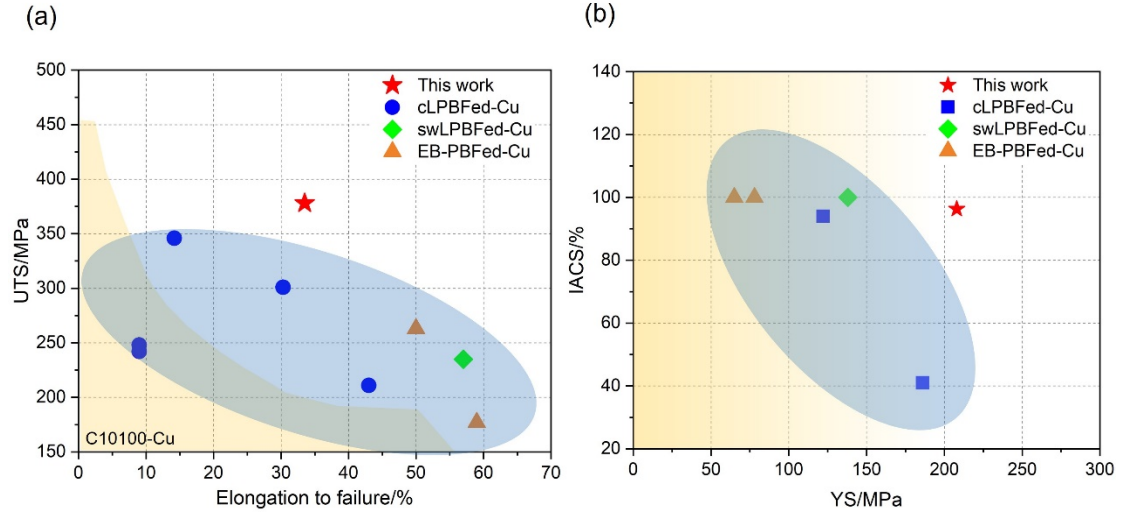 (a)
500
450
400
350
300
250
200
150
UTS/MPa
This work
cLPBFed-Cu
swLPBFed-Cu
EB-PBFed-Cu
C10100-Cu
0 10 20 30 40 50 60 70
Elongation to failure/%
(b)
140
120
100
80
60
40
20
IACS/%
This work
cLPBFed-Cu
swLPBFed-Cu
EB-PBFed-Cu
0 50 100 150 200 250 300
YS/MPa